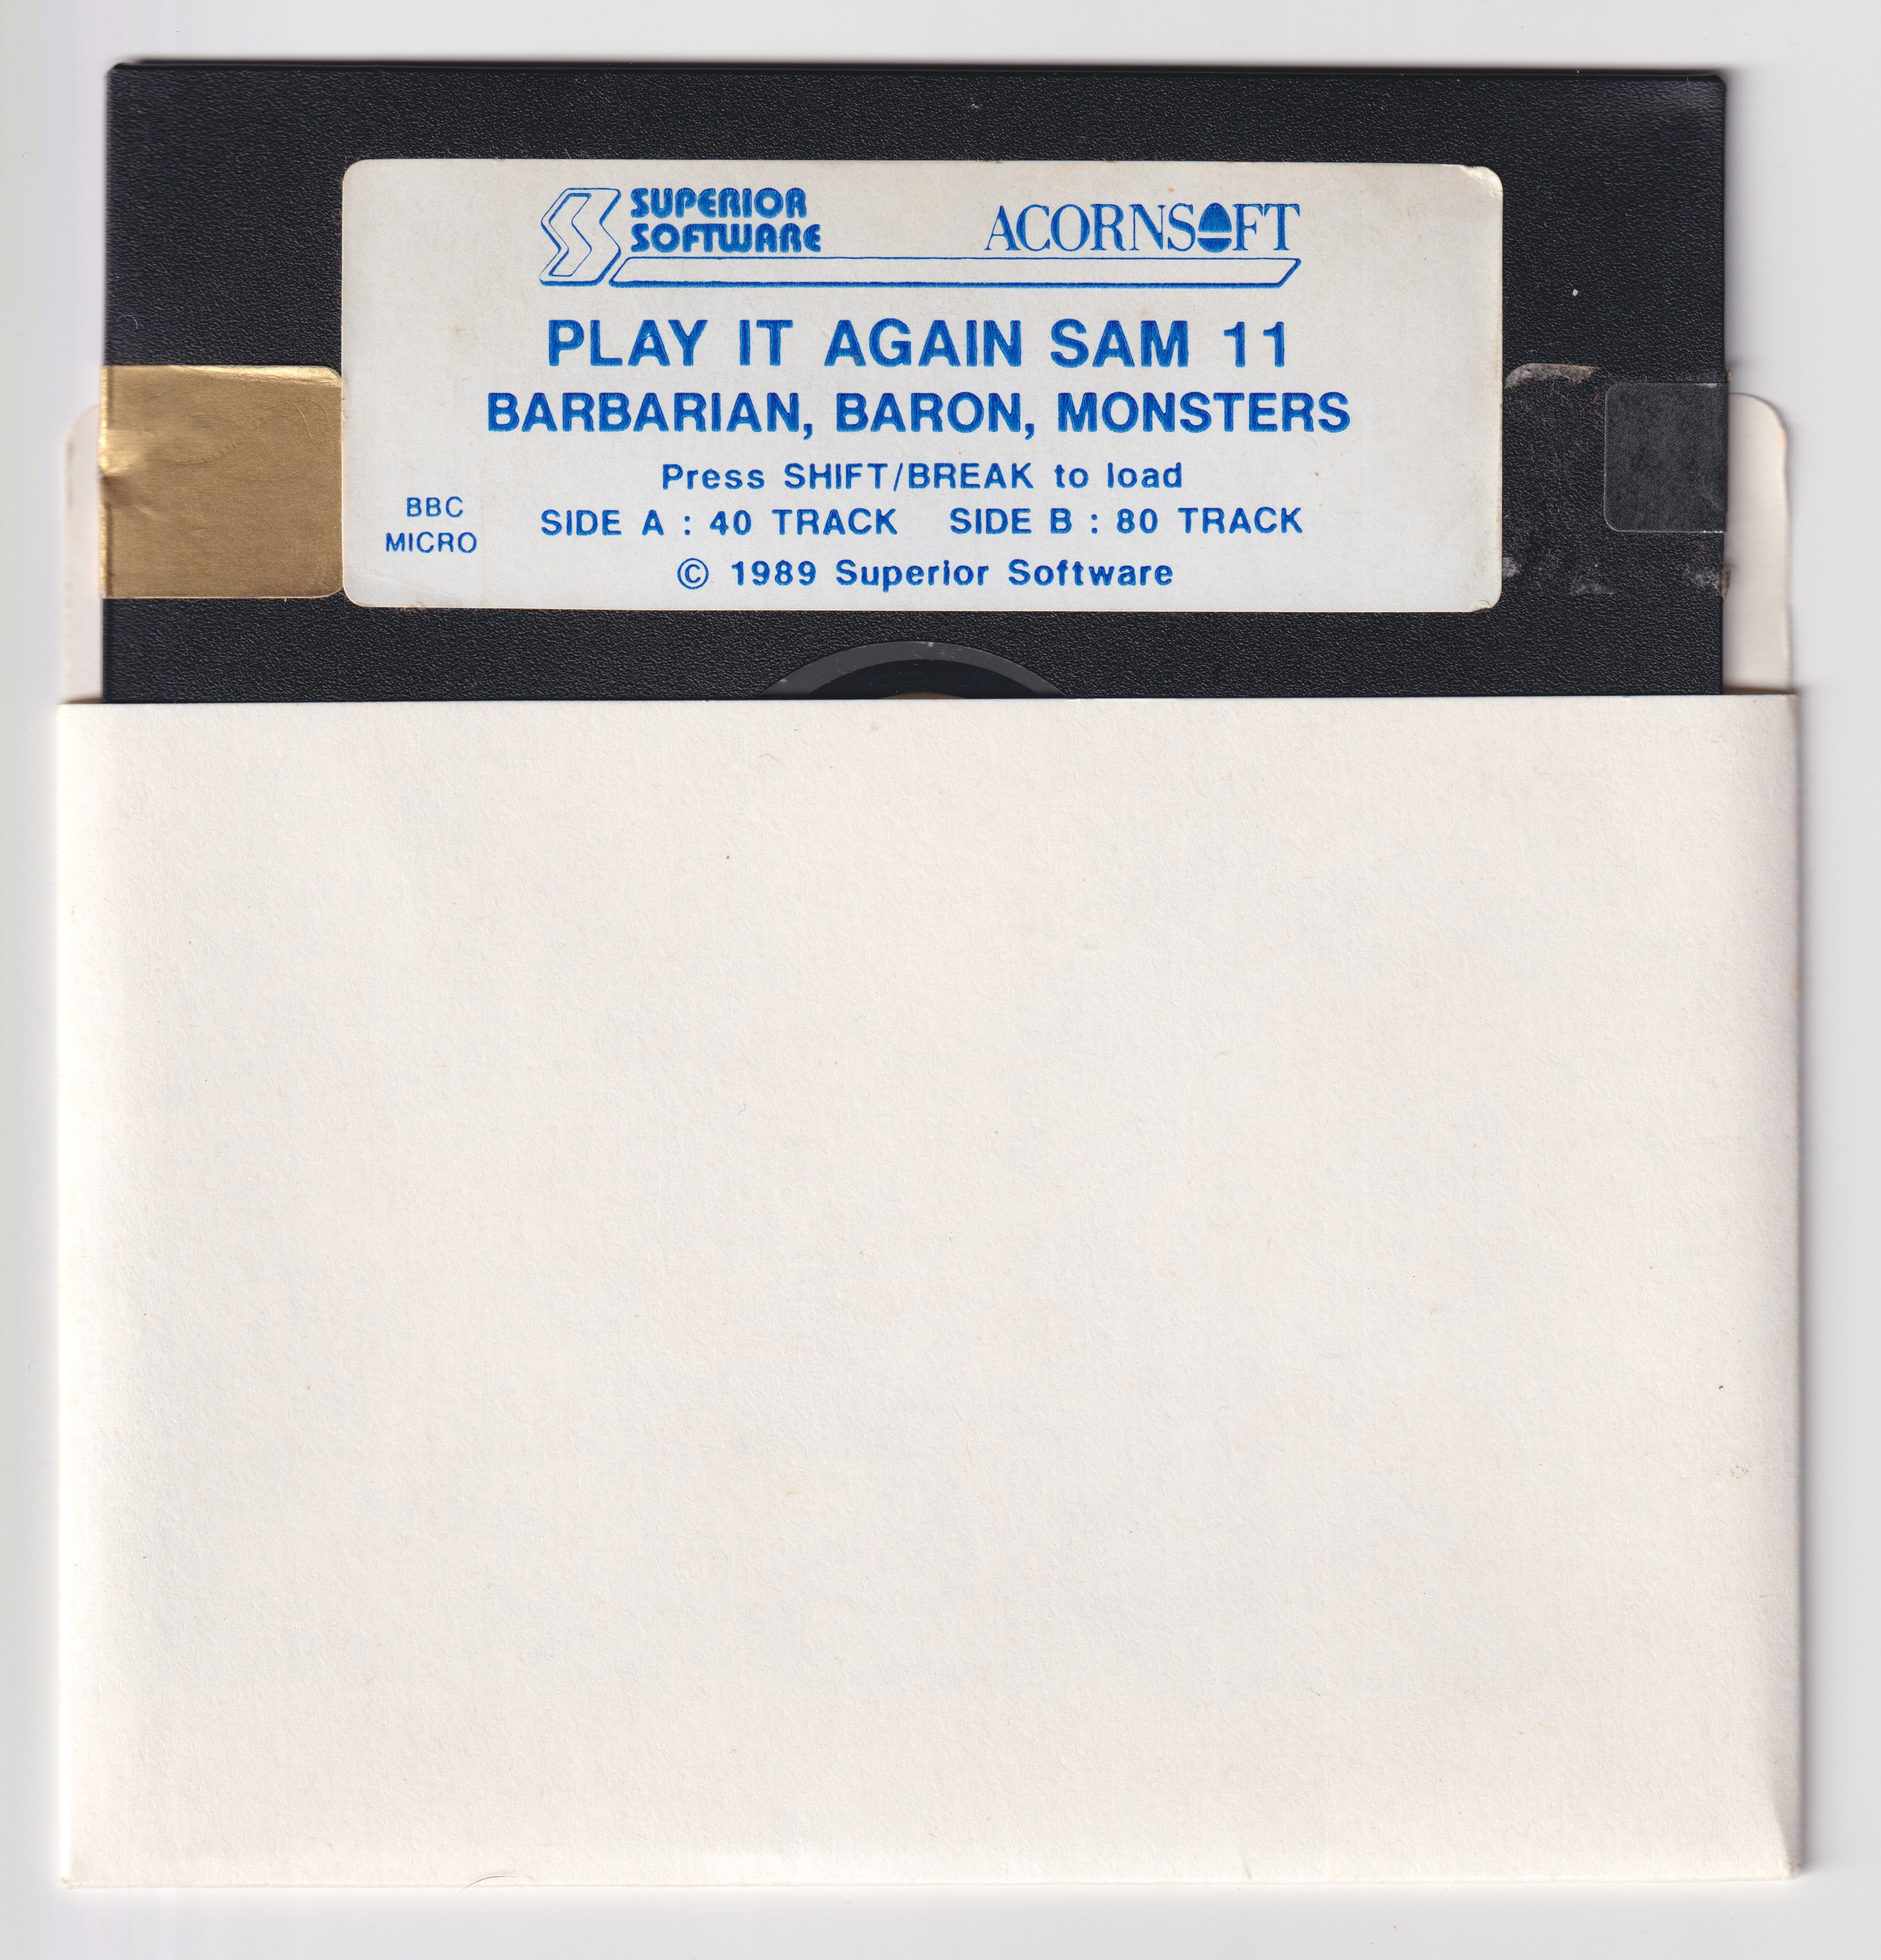 SUPERIOR
SOFTWARE
ACORNSOFT
PLAY IT AGAIN SAM 11
BARBARIAN, BARON, MONSTERS
Press SHIFT/BREAK to load
BBC
MICRO
SIDE A : 40 TRACK SIDE B : 80 TRACK
© 1989 Superior Software